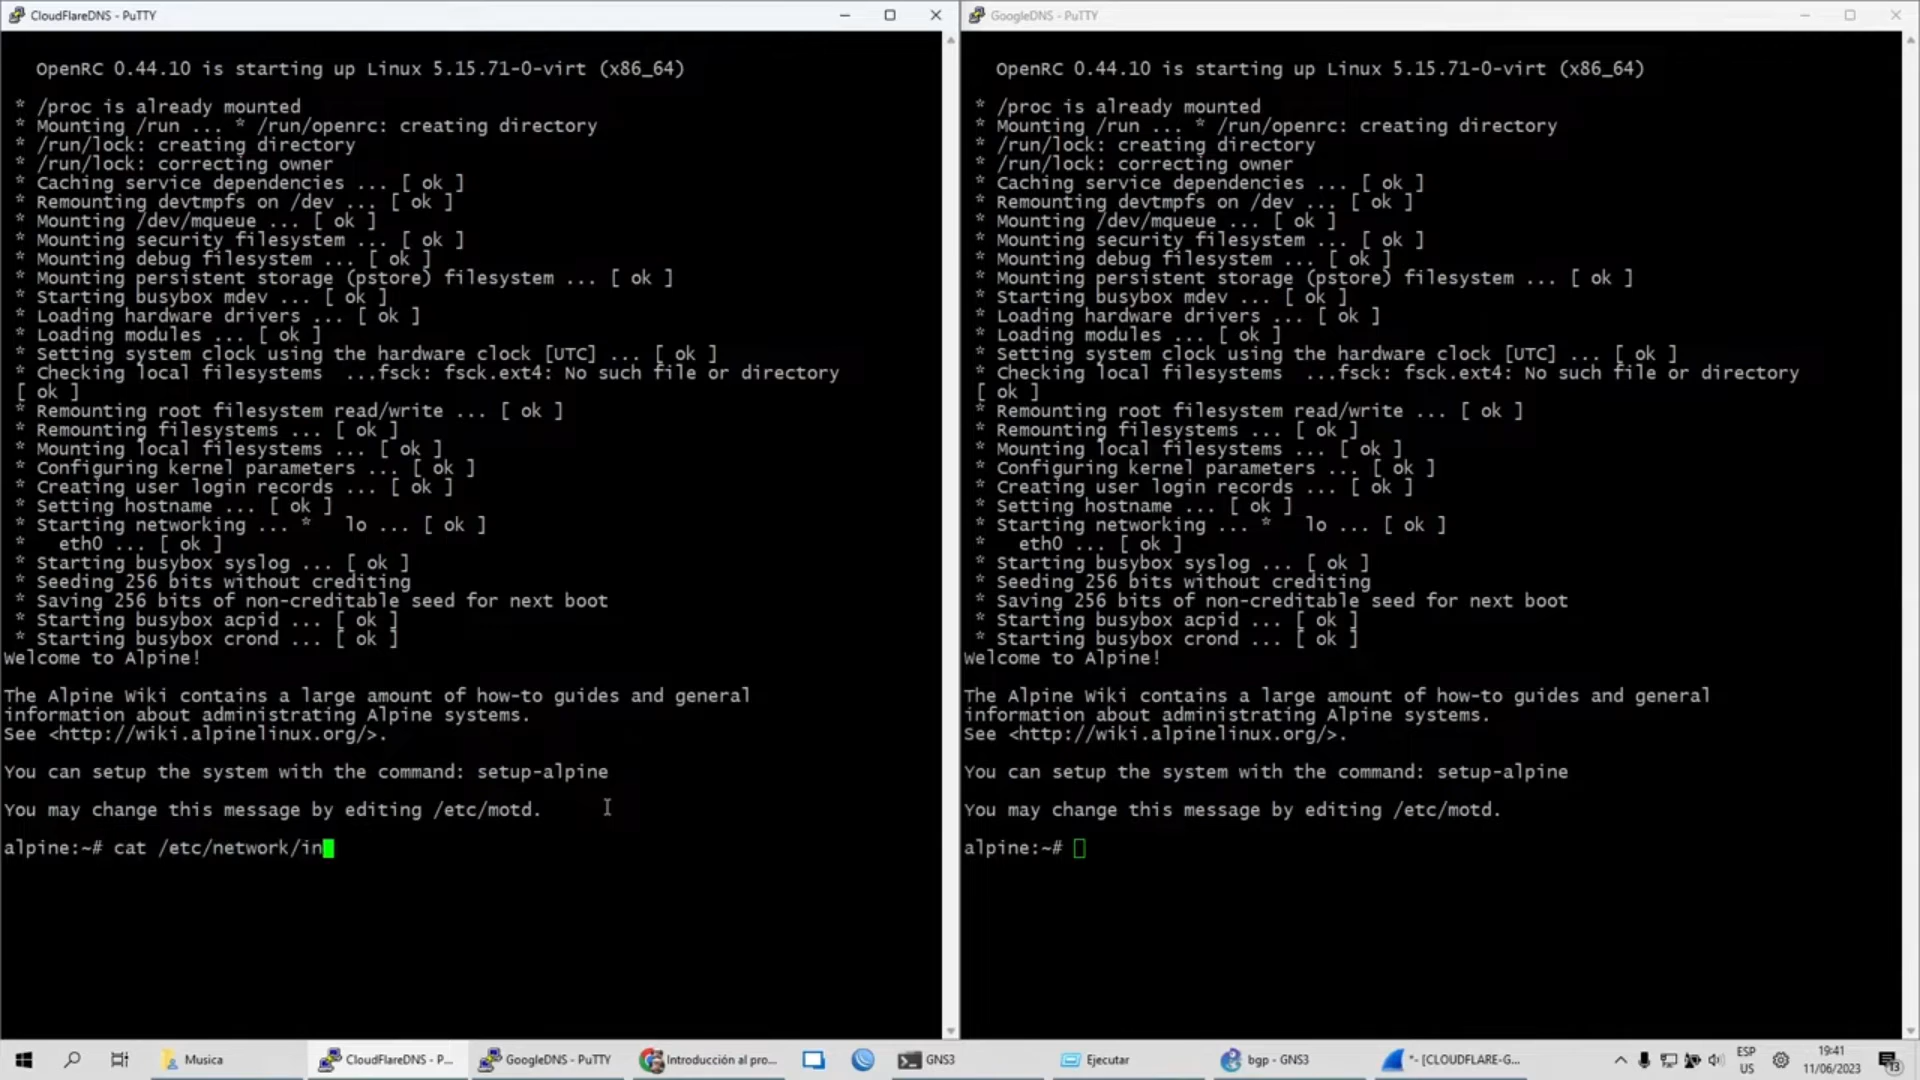 CloudFlareDNS - PuTTY
OpenRC 0.44.10 is starting up Linux 5.15.71-0-virt (x86_64)
* /proc is already mounted
* Mounting /run ... * /run/openrc: creating directory
* /run/lock: creating directory
* /run/lock: correcting owner
* Caching service dependencies ... [ ok ]
* Remounting devtmpfs on /dev ... [ ok ]
* Mounting /dev/mqueue ... [ ok ]
* Mounting security filesystem ... [ ok ]
* Mounting debug filesystem ... [ ok ]
* Mounting persistent storage (pstore) filesystem ... [ ok ]
* Starting busybox mdev ... [ ok ]
* Loading hardware drivers ... [ ok ]
* Loading modules ... [ ok ]
* Setting system clock using the hardware clock [UTC] ... [ ok ]
* Checking local filesystems  ...fsck: fsck.ext4: No such file or directory
[ ok ]
* Remounting root filesystem read/write ... [ ok ]
* Remounting filesystems ... [ ok ]
* Mounting local filesystems ... [ ok ]
* Configuring kernel parameters ... [ ok ]
* Creating user login records ... [ ok ]
* Setting hostname ... [ ok ]
* Starting networking ... *   lo ... [ ok ]
*   eth0 ... [ ok ]
* Starting busybox syslog ... [ ok ]
* Seeding 256 bits without crediting
* Saving 256 bits of non-creditable seed for next boot
* Starting busybox acpid ... [ ok ]
* Starting busybox crond ... [ ok ]
Welcome to Alpine!
The Alpine Wiki contains a large amount of how-to guides and general
information about administrating Alpine systems.
See <http://wiki.alpinelinux.org/>.
You can setup the system with the command: setup-alpine
You may change this message by editing /etc/motd.
alpine:~# cat /etc/network/in
GoogleDNS - PuTTY
OpenRC 0.44.10 is starting up Linux 5.15.71-0-virt (x86_64)
* /proc is already mounted
* Mounting /run ... * /run/openrc: creating directory
* /run/lock: creating directory
* /run/lock: correcting owner
* Caching service dependencies ... [ ok ]
* Remounting devtmpfs on /dev ... [ ok ]
* Mounting /dev/mqueue ... [ ok ]
* Mounting security filesystem ... [ ok ]
* Mounting debug filesystem ... [ ok ]
* Mounting persistent storage (pstore) filesystem ... [ ok ]
* Starting busybox mdev ... [ ok ]
* Loading hardware drivers ... [ ok ]
* Loading modules ... [ ok ]
* Setting system clock using the hardware clock [UTC] ... [ ok ]
* Checking local filesystems  ...fsck: fsck.ext4: No such file or directory
[ ok ]
* Remounting root filesystem read/write ... [ ok ]
* Remounting filesystems ... [ ok ]
* Mounting local filesystems ... [ ok ]
* Configuring kernel parameters ... [ ok ]
* Creating user login records ... [ ok ]
* Setting hostname ... [ ok ]
* Starting networking ... *   lo ... [ ok ]
*   eth0 ... [ ok ]
* Starting busybox syslog ... [ ok ]
* Seeding 256 bits without crediting
* Saving 256 bits of non-creditable seed for next boot
* Starting busybox acpid ... [ ok ]
* Starting busybox crond ... [ ok ]
Welcome to Alpine!
The Alpine Wiki contains a large amount of how-to guides and general
information about administrating Alpine systems.
See <http://wiki.alpinelinux.org/>.
You can setup the system with the command: setup-alpine
You may change this message by editing /etc/motd.
alpine:~#
Musica
CloudFlareDNS - P...
GoogleDNS - PuTTY
Introducción al pro...
GNS3
Ejecutar
bgp - GNS3
*- [CLOUDFLARE-G...
ESP
US
19:41
11/06/2023
13